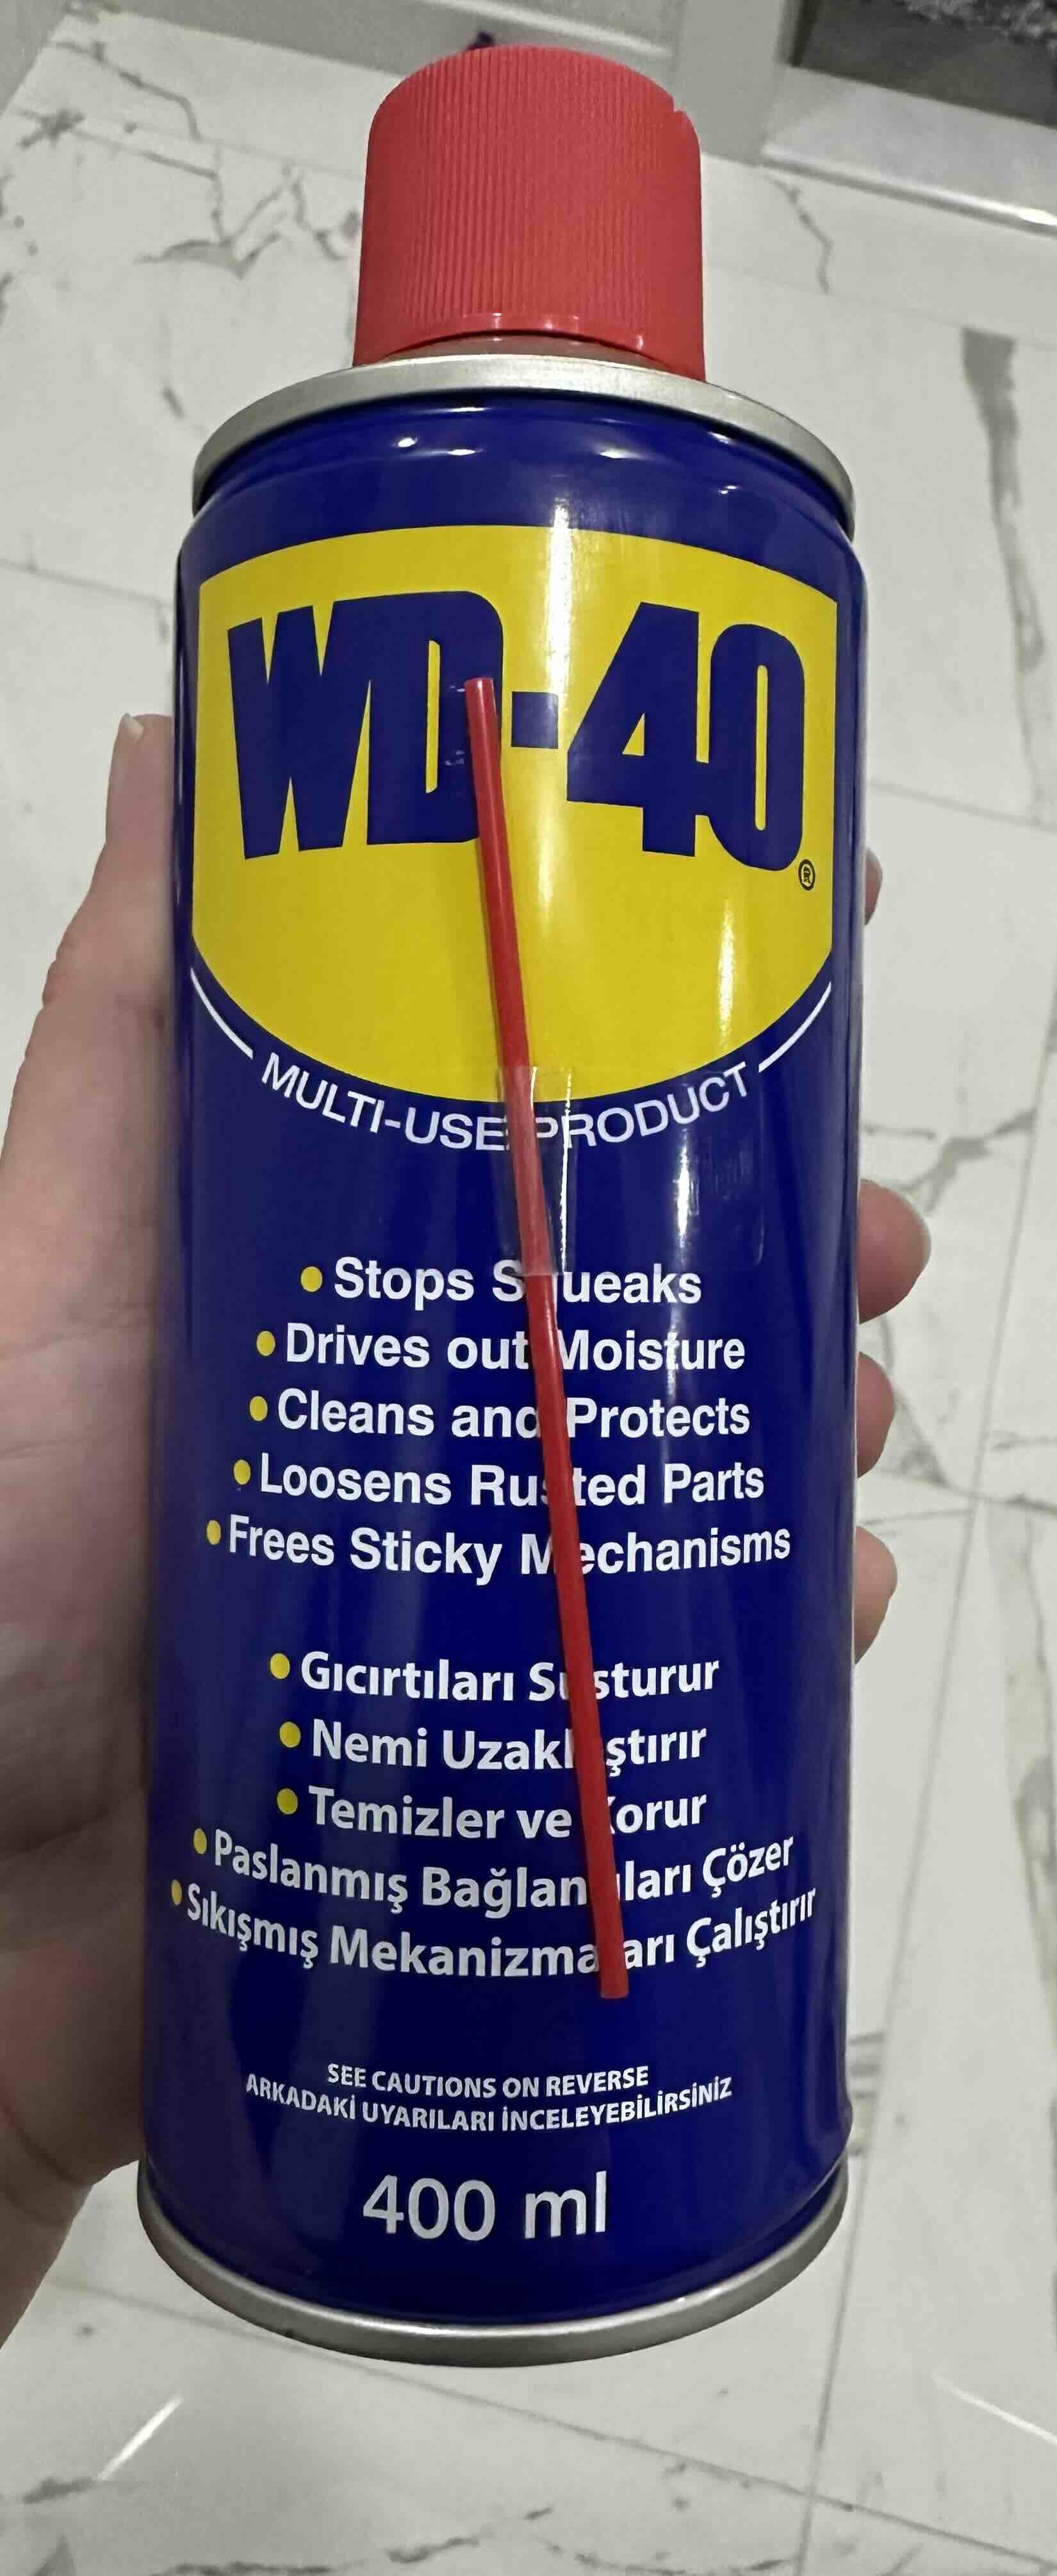 WD-40®
MULTI-USE PRODUCT
• Stops Squeaks
• Drives out Moisture
• Cleans and Protects
• Loosens Rusted Parts
• Frees Sticky Mechanisms
• Gıcırtıları Susturur
• Nemi Uzaklaştırır
• Temizler ve Korur
• Paslanmış Bağlantıları Çözer
• Sıkışmış Mekanizmaları Çalıştırır
SEE CAUTIONS ON REVERSE
ARKADAKİ UYARILARI İNCELEYEBİLİRSİNİZ
400 ml